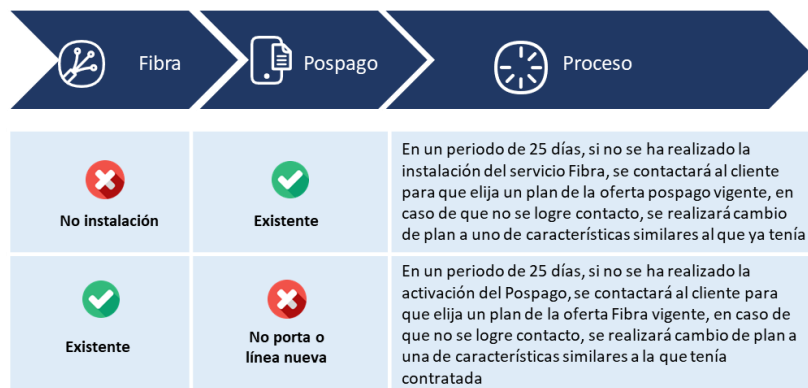 Fibra
Pospago
Proceso
No instalación
Existente
En un periodo de 25 días, si no se ha realizado la
instalación del servicio Fibra, se contactará al cliente
para que elija un plan de la oferta pospago vigente, en
caso de que no se logre contacto, se realizará cambio
de plan a uno de características similares al que ya tenía
Existente
No porta o
línea nueva
En un periodo de 25 días, si no se ha realizado la
activación del Pospago, se contactará al cliente para
que elija un plan de la oferta Fibra vigente, en caso de
que no se logre contacto, se realizará cambio de plan a
una de características similares a la que tenía
contratada